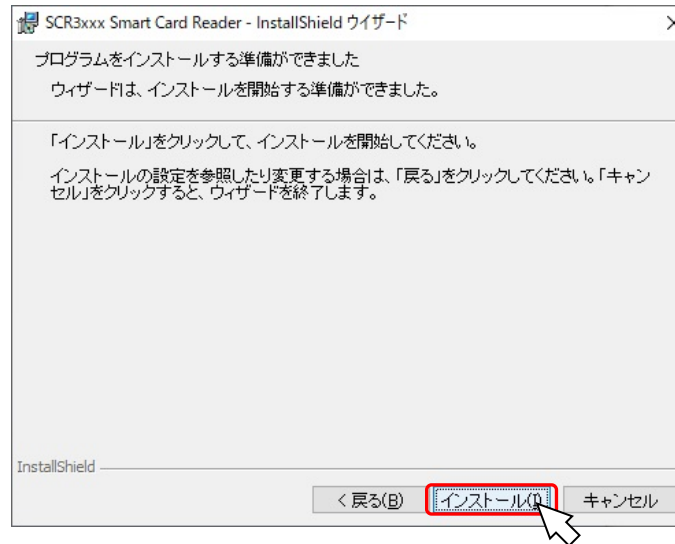 SCR3xxx Smart Card Reader - InstallShield ウイザード
プログラムをインストールする準備ができました
ウィザードは、インストールを開始する準備ができました。
「インストール」をクリックして、インストールを開始してください。
インストールの設定を参照したり変更する場合は、「戻る」をクリックしてください。「キャン
セル」をクリックすると、ウィザードを終了します。
InstallShield
< 戻る(B)
インストール(I)
キャンセル